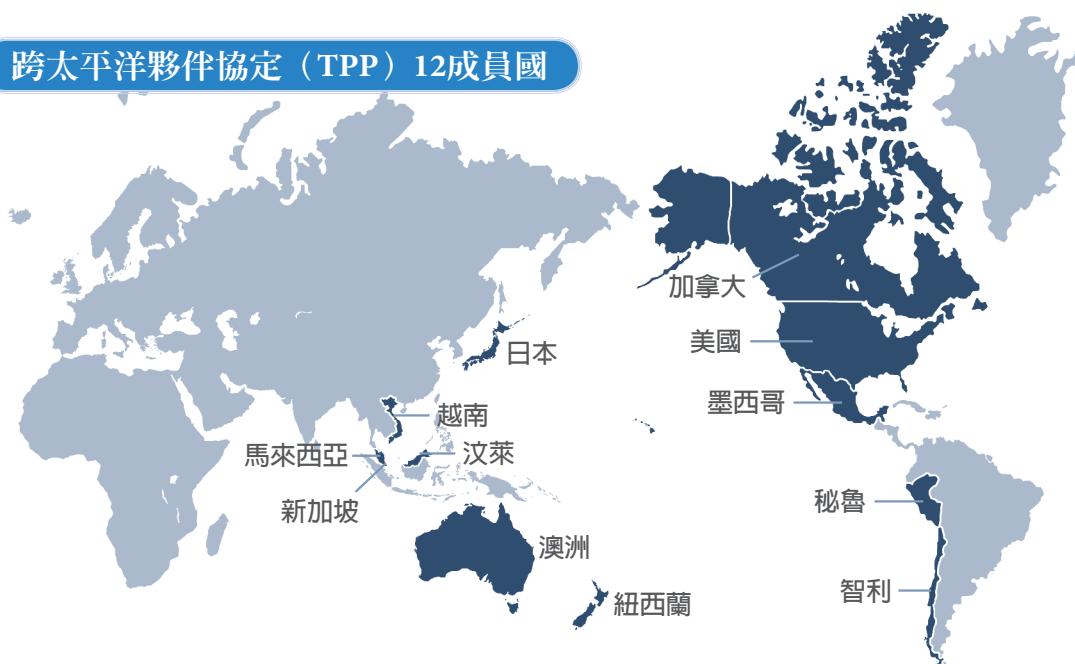 跨太平洋夥伴協定（TPP）12成員國
加拿大
美國
日本
墨西哥
越南
馬來西亞
汶萊
新加坡
秘魯
澳洲
智利
紐西蘭